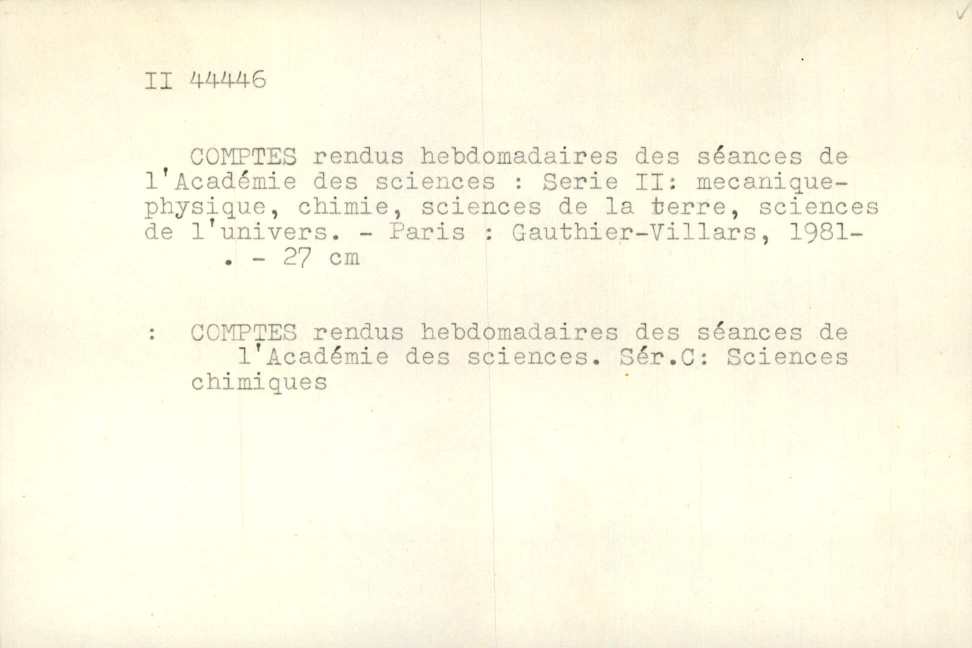 II 44446
COMPTES rendus hebdomadaires des séances de
l'Académie des sciences : Serie II: mecanique-
physique, chimie, sciences de la terre, sciences
de l'univers. - Paris : Gauthier-Villars, 1981-
. - 27 cm
: COMPTES rendus hebdomadaires des séances de
l'Académie des sciences. Sér.C: Sciences
chimiques